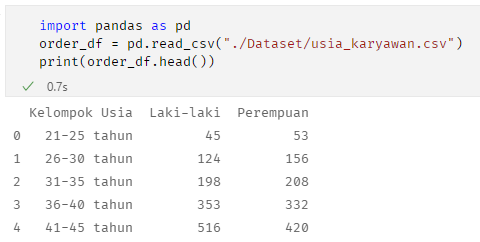 import pandas as pd
order_df = pd.read_csv("./Dataset/usia_karyawan.csv")
print(order_df.head())
✓ 0.7s
Kelompok Usia Laki-laki Perempuan
0 21-25 tahun 45 53
1 26-30 tahun 124 156
2 31-35 tahun 198 208
3 36-40 tahun 353 332
4 41-45 tahun 516 420